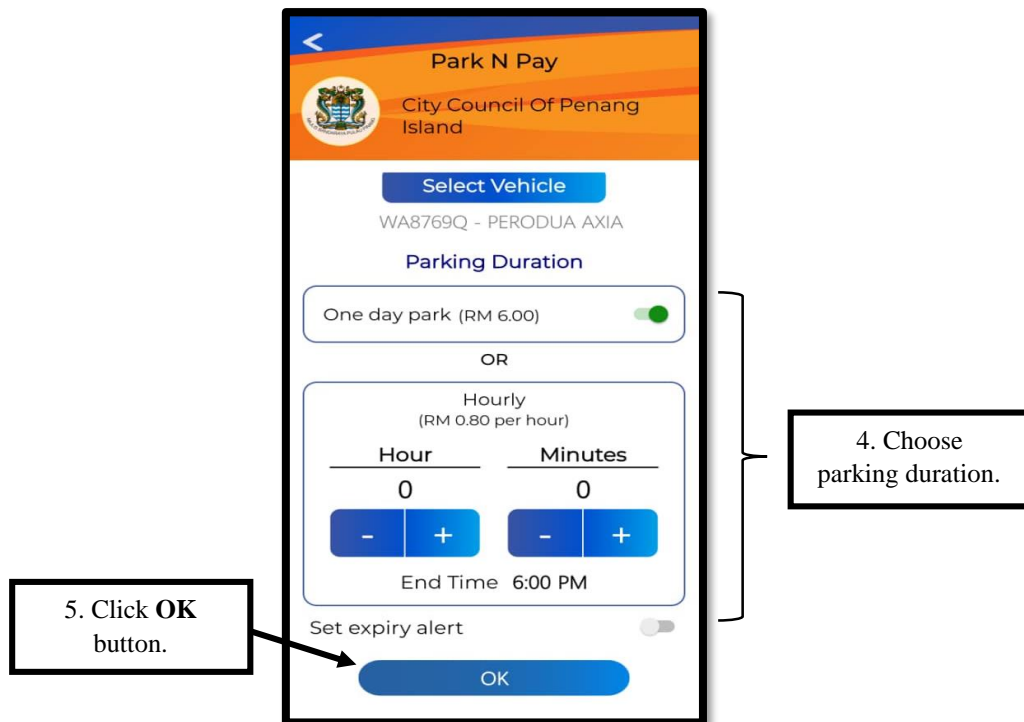 <
Park N Pay
City Council Of Penang
Island
Select Vehicle
WA8769Q - PERODUA AXIA
Parking Duration
One day park (RM 6.00)
OR
Hourly
(RM 0.80 per hour)
Hour Minutes
0 0
- + - +
End Time 6:00 PM
Set expiry alert
OK
4. Choose
parking duration.
5. Click OK
button.